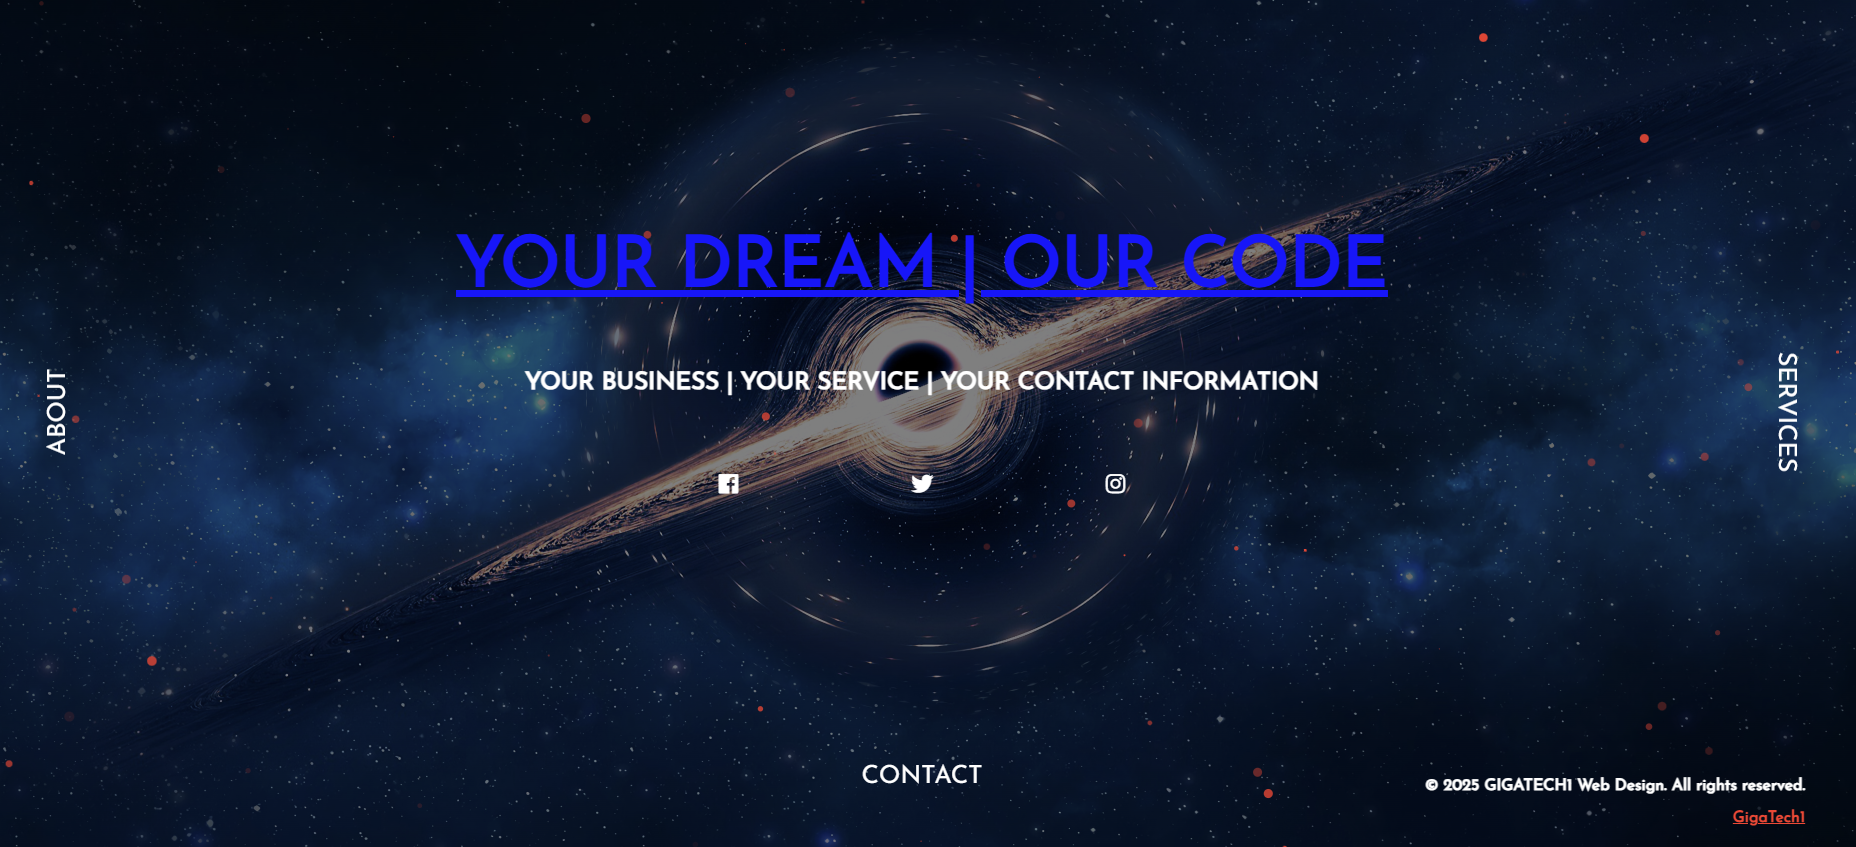 YOUR DREAM | OUR CODE
YOUR BUSINESS | YOUR SERVICE | YOUR CONTACT INFORMATION
ABOUT
SERVICES
CONTACT
© 2025 GIGATECH1 Web Design. All rights reserved.
GigaTech1